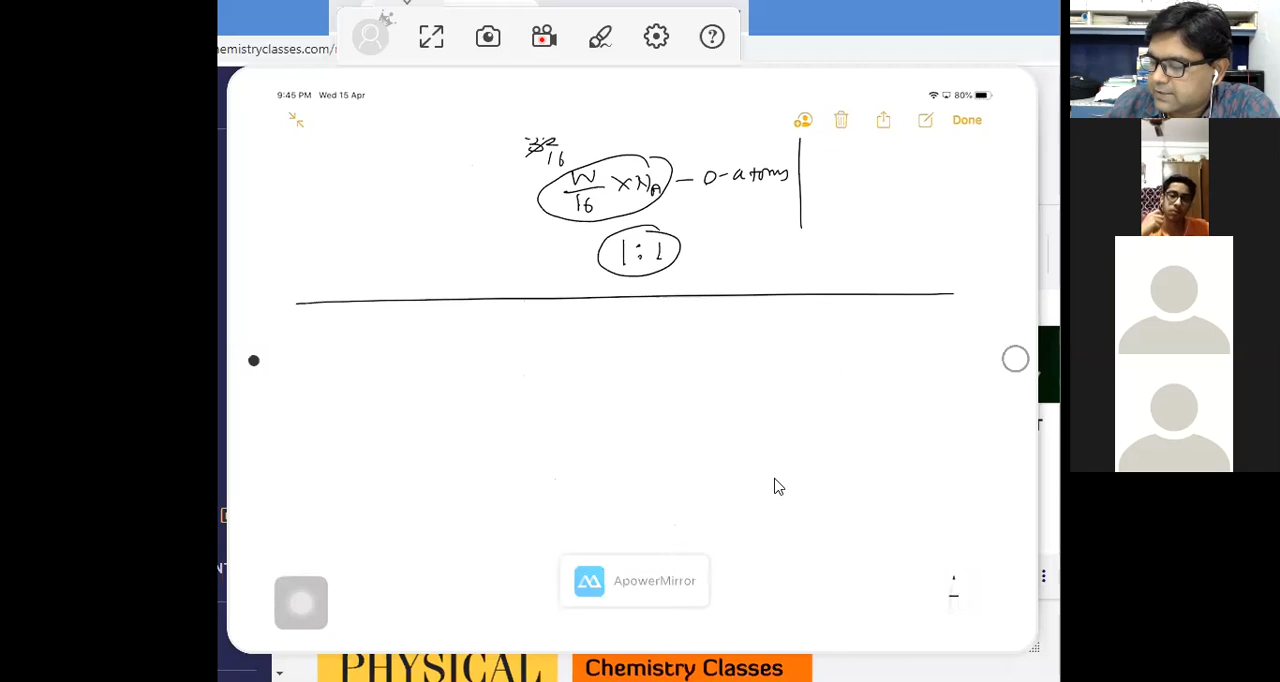 emistryclasses.com/
9:45 PM Wed 15 Apr
80%
Done
16
W/16 × NA — O-atoms
1 : 1
ApowerMirror
PHYSICAL
Chemistry Classes